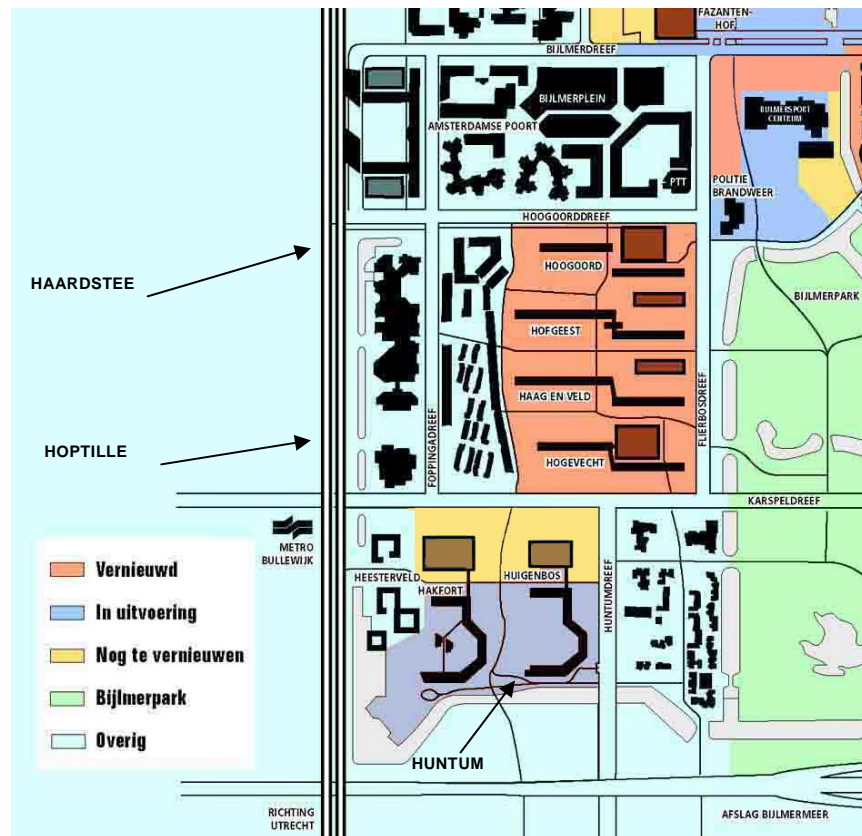 FAZANTEN-
HOF
BIJLMERDREEF
BIJLMERPLEIN
AMSTERDAMSE POORT
BIJLMERSPORT
CENTRUM
PTT
POLITIE
BRANDWEER
HOOGOORDDREEF
HAARDSTEE
HOOGOORD
BIJLMERPARK
HOFGEEST
HAAG EN VELD
FOPPINGADREEF
FLIERBOSDREEF
HOPTILLE
HOGEVECHT
KARSPELDREEF
METRO
BULLEWIJK
HEESTERVELD
HAKFORT
HUIGENBOS
HUNTUMDREEF
Vernieuwd
In uitvoering
Nog te vernieuwen
Bijlmerpark
Overig
HUNTUM
RICHTING
UTRECHT
AFSLAG BIJLMERMEER